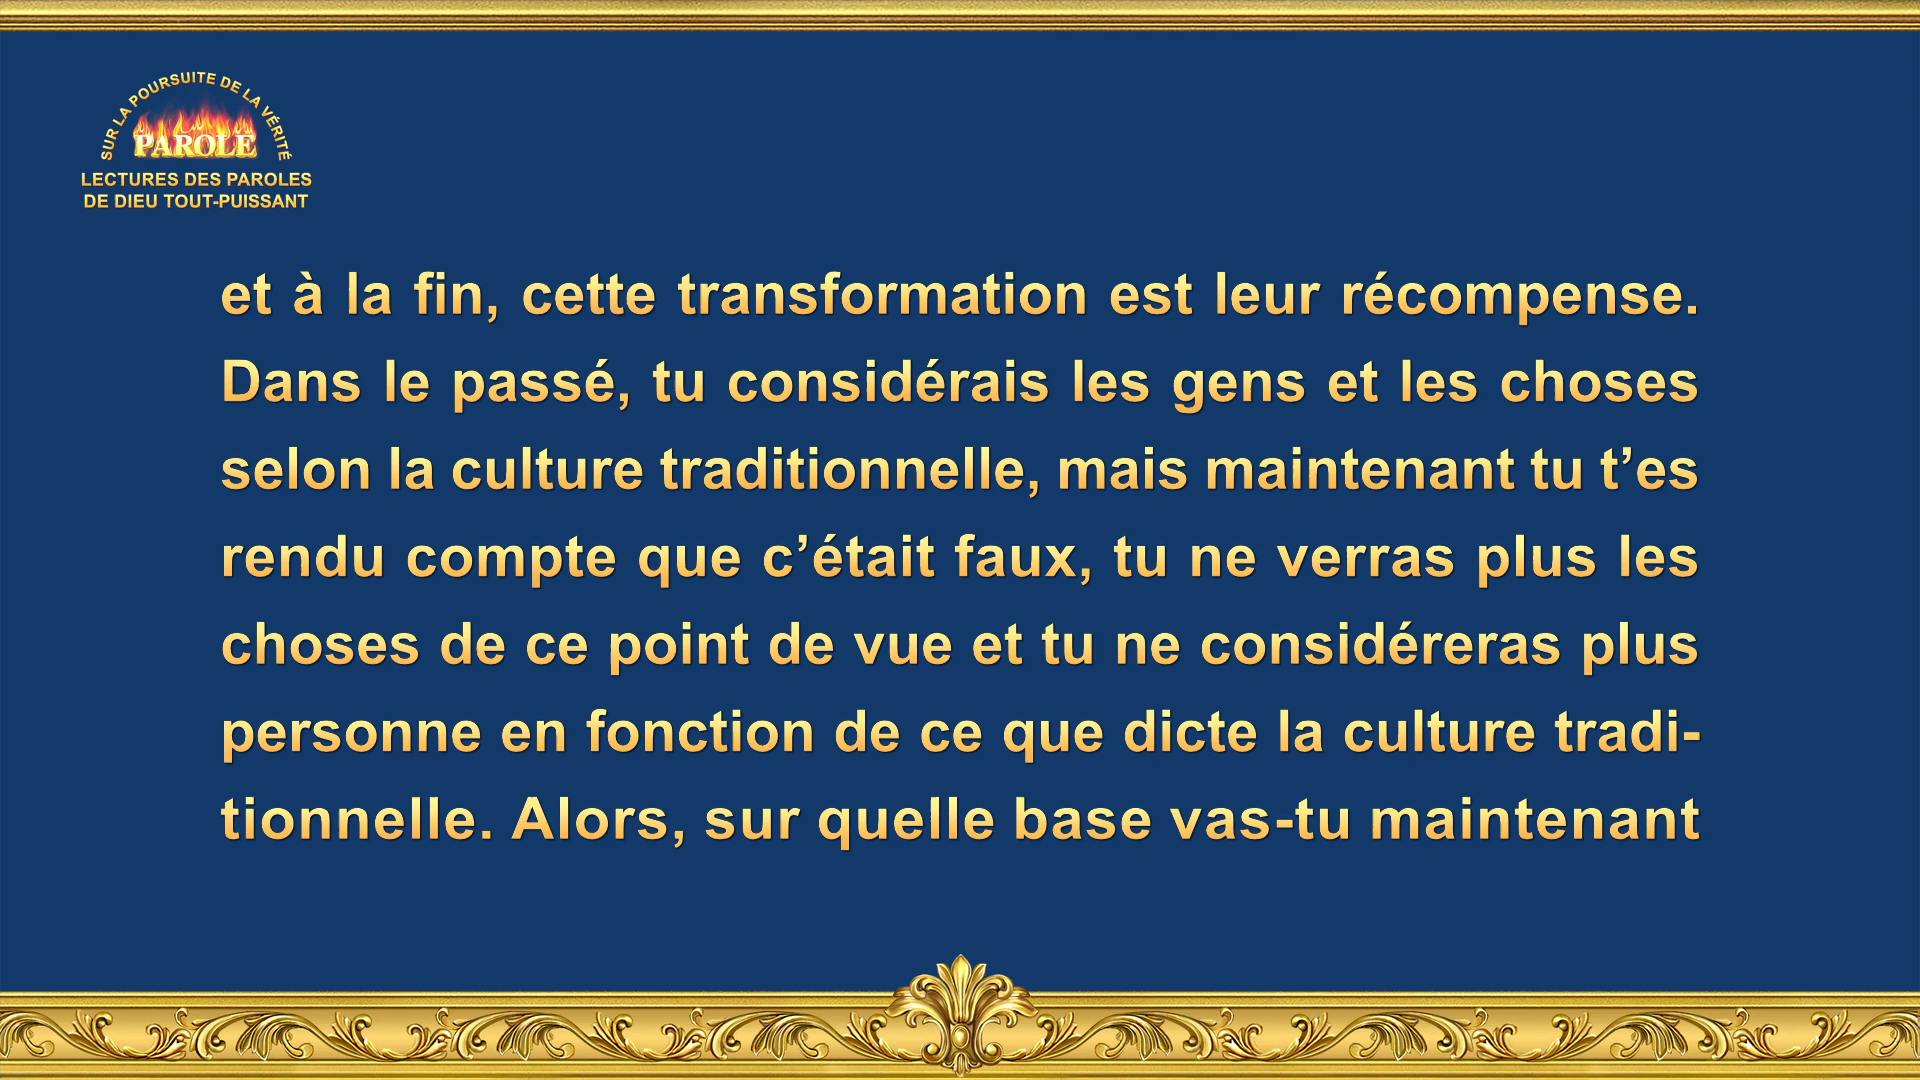 SUR LA POURSUITE DE LA VÉRITÉ
PAROLE
LECTURES DES PAROLES
DE DIEU TOUT-PUISSANT
et à la fin, cette transformation est leur récompense.
Dans le passé, tu considérais les gens et les choses
selon la culture traditionnelle, mais maintenant tu t’es
rendu compte que c’était faux, tu ne verras plus les
choses de ce point de vue et tu ne considéreras plus
personne en fonction de ce que dicte la culture tradi-
tionnelle. Alors, sur quelle base vas-tu maintenant